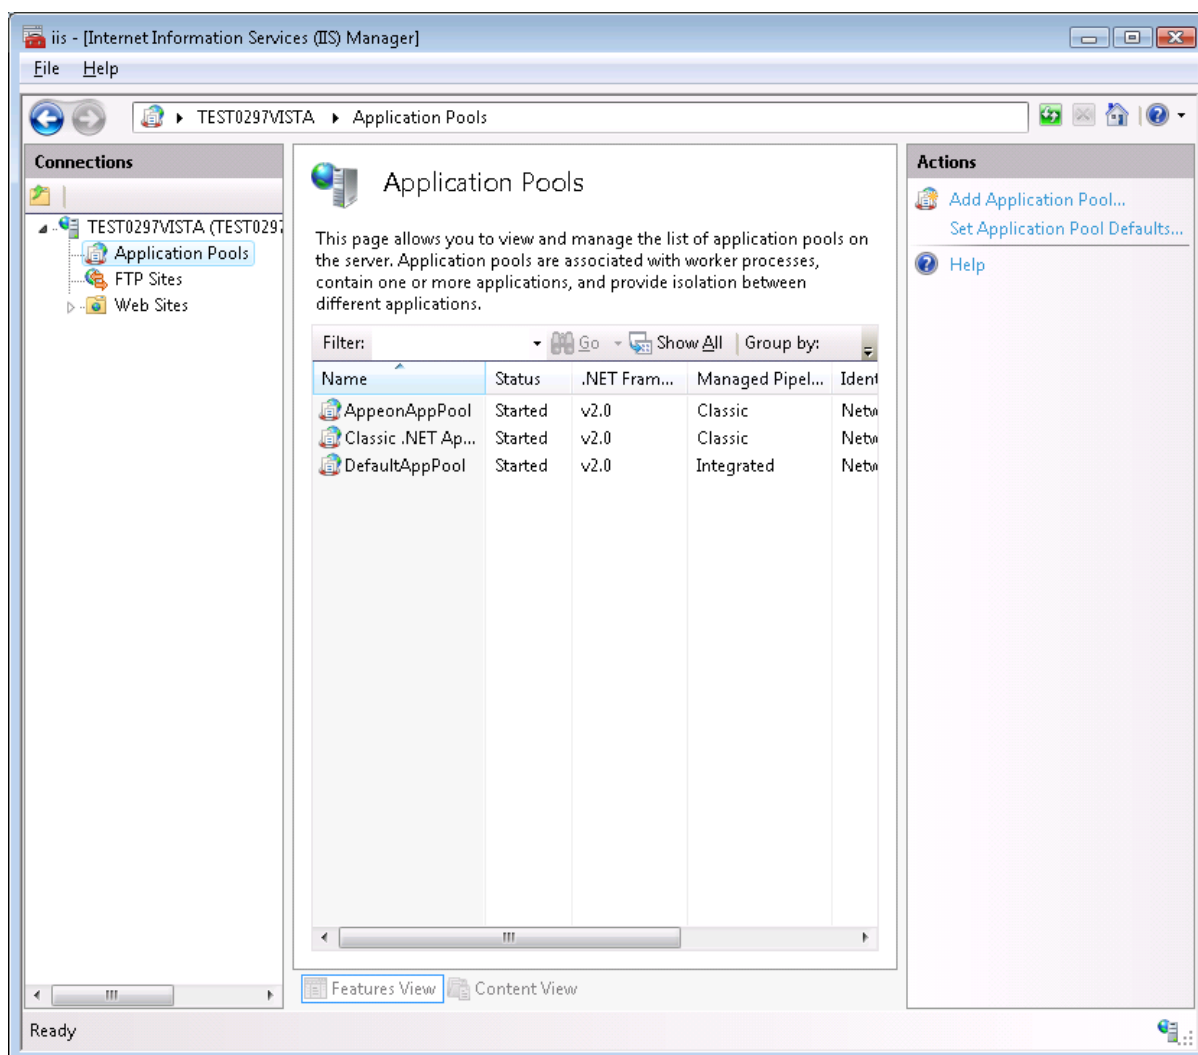 iis - [Internet Information Services (IIS) Manager]
File Help
TEST0297VISTA Application Pools
Connections
TEST0297VISTA (TEST0297
Application Pools
FTP Sites
Web Sites
Application Pools
This page allows you to view and manage the list of application pools on
the server. Application pools are associated with worker processes,
contain one or more applications, and provide isolation between
different applications.
Filter: Go Show All Group by:
Name Status .NET Fram... Managed Pipel... Ident
AppeonAppPool Started v2.0 Classic Netw
Classic .NET Ap... Started v2.0 Classic Netw
DefaultAppPool Started v2.0 Integrated Netw
Features View Content View
Actions
Add Application Pool...
Set Application Pool Defaults...
Help
Ready